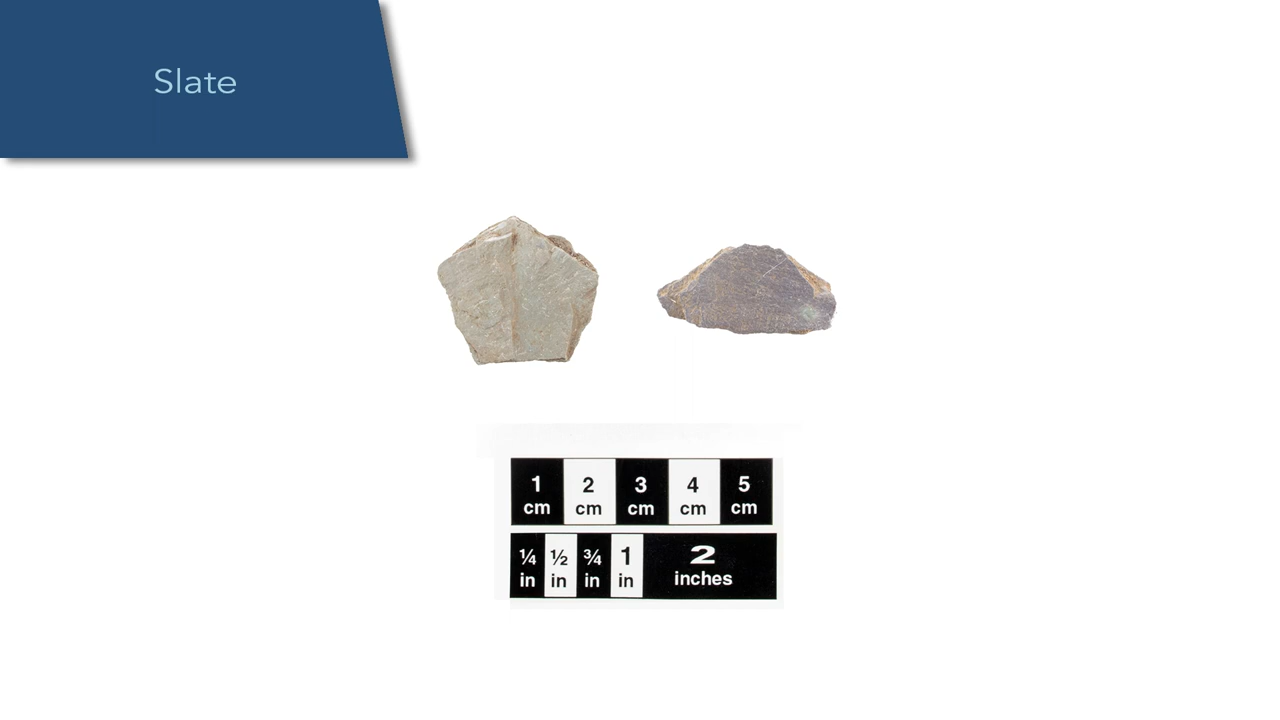 Slate
1 2 3 4 5
cm cm cm cm cm
¼ ½ ¾ 1 2
in in in in inches